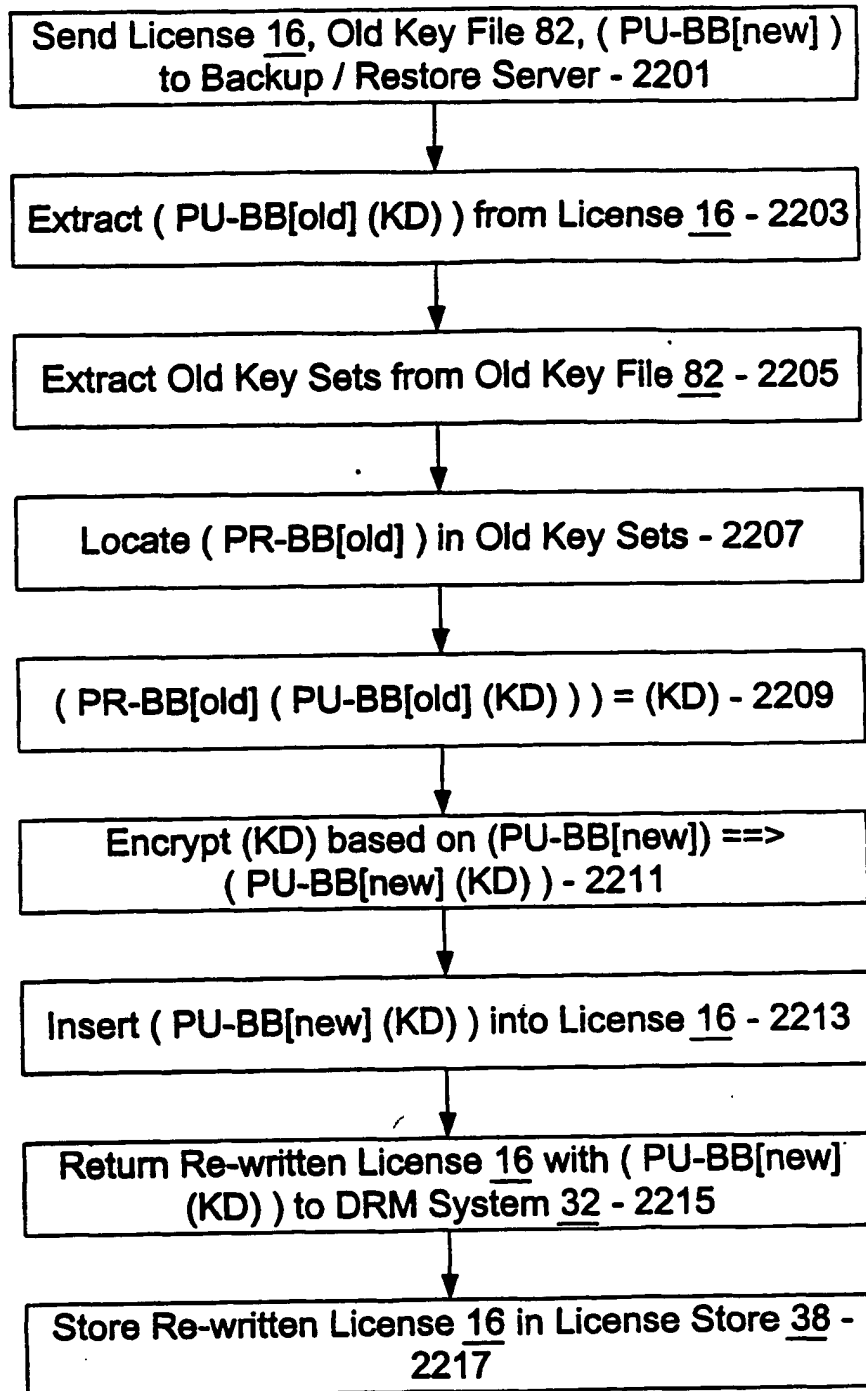 Send License 16, Old Key File 82, ( PU-BB[new] )
to Backup / Restore Server - 2201
Extract ( PU-BB[old] (KD) ) from License 16 - 2203
Extract Old Key Sets from Old Key File 82 - 2205
Locate ( PR-BB[old] ) in Old Key Sets - 2207
( PR-BB[old] ( PU-BB[old] (KD) ) ) = (KD) - 2209
Encrypt (KD) based on (PU-BB[new]) ==>
( PU-BB[new] (KD) ) - 2211
Insert ( PU-BB[new] (KD) ) into License 16 - 2213
Return Re-written License 16 with ( PU-BB[new]
(KD) ) to DRM System 32 - 2215
Store Re-written License 16 in License Store 38 -
2217